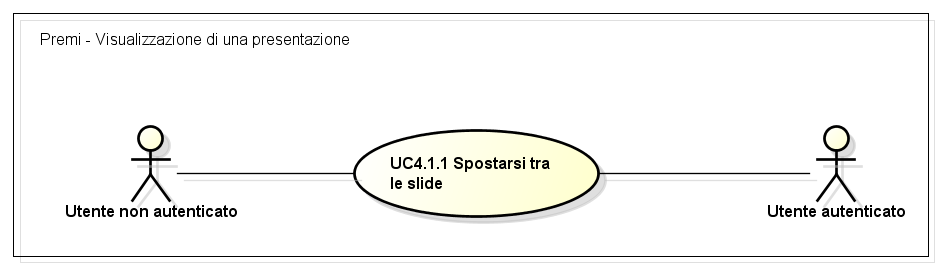 Premi - Visualizzazione di una presentazione
UC4.1.1 Spostarsi tra
le slide
Utente non autenticato
Utente autenticato